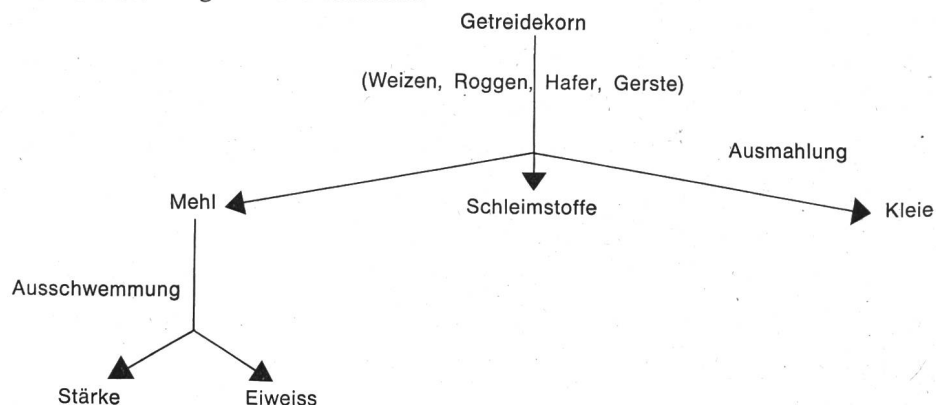 Getreidekorn
(Weizen, Roggen, Hafer, Gerste)
Ausmahlung
Mehl
Schleimstoffe
Kleie
Ausschwemmung
Stärke
Eiweiss